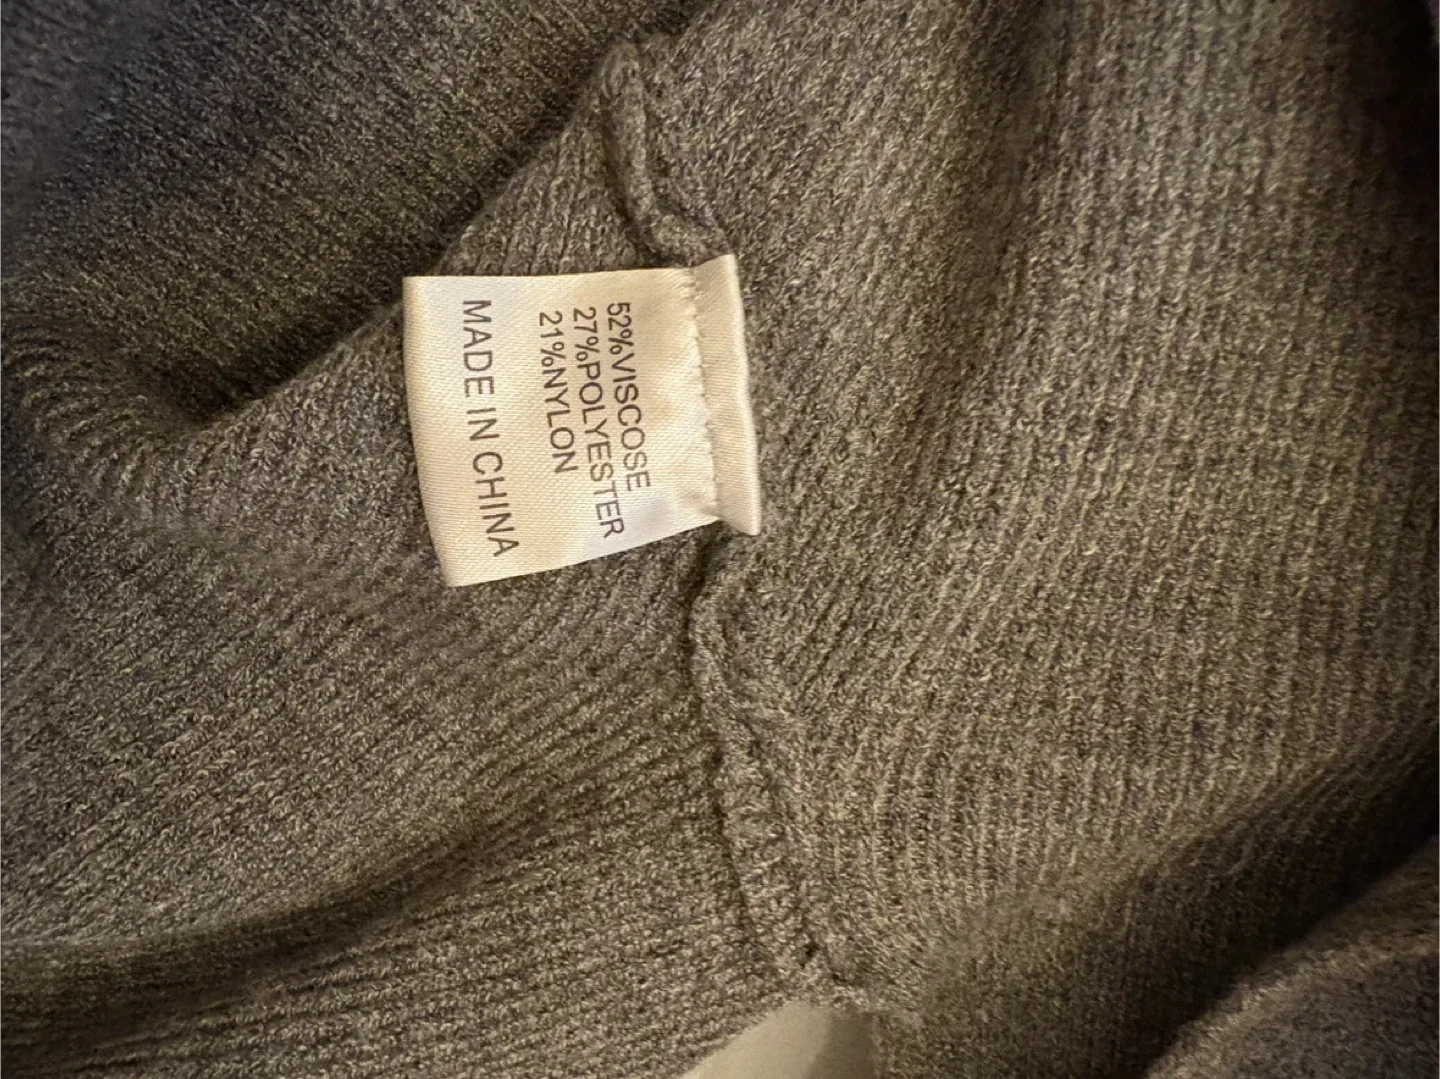 52%VISCOSE
27%POLYESTER
21%NYLON
MADE IN CHINA